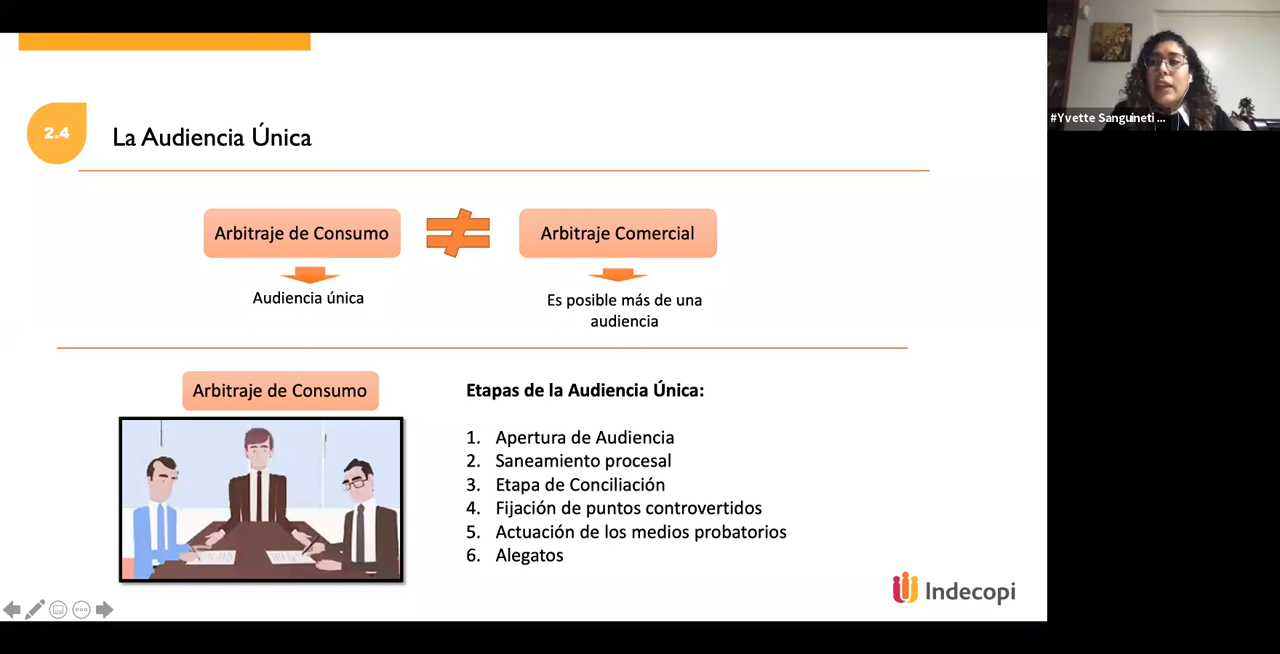 2.4
La Audiencia Única
#Yvette Sanguineti ...
Arbitraje de Consumo
Arbitraje Comercial
Audiencia única
Es posible más de una
audiencia
Arbitraje de Consumo
Etapas de la Audiencia Única:
1. Apertura de Audiencia
2. Saneamiento procesal
3. Etapa de Conciliación
4. Fijación de puntos controvertidos
5. Actuación de los medios probatorios
6. Alegatos
Indecopi